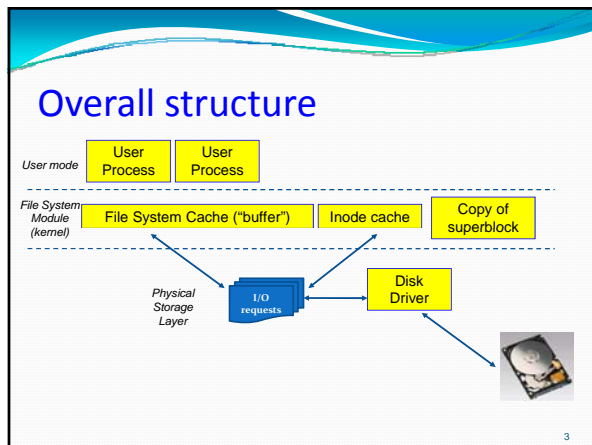 Overall structure
User mode
User
Process
User
Process
File System
Module
(kernel)
File System Cache ("buffer")
Inode cache
Copy of
superblock
Physical
Storage
Layer
I/O
requests
Disk
Driver
3